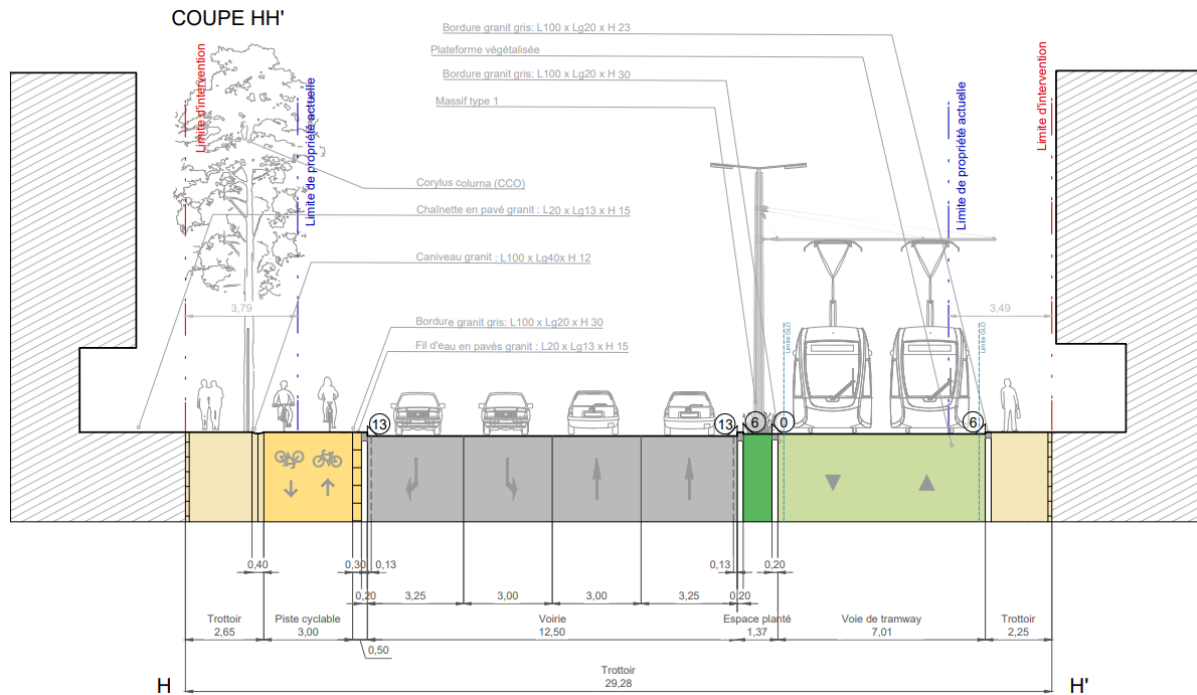 COUPE HH'
Bordure granit gris: L100 x Lg20 x H 23
Plateforme végétalisée
Bordure granit gris: L100 x Lg20 x H 30
Massif type 1
Limite d'intervention
Limite de propriété actuelle
Limite de propriété actuelle
Limite d'intervention
Corylus colurna (CCO)
Chaînette en pavé granit : L20 x Lg13 x H 15
Caniveau granit : L100 x Lg40x H 12
3,79
3,49
Bordure granit gris: L100 x Lg20 x H 30
Fil d'eau en pavés granit : L20 x Lg13 x H 15
Limite GLO
Limite GLO
13
13
6
0
6
0,40
0,30
0,13
0,13
0,20
0,20
3,25
3,00
3,00
3,25
0,20
Trottoir
2,65
Piste cyclable
3,00
0,50
Voirie
12,50
Espace planté
1,37
Voie de tramway
7,01
Trottoir
2,25
Trottoir
29,28
H
H'